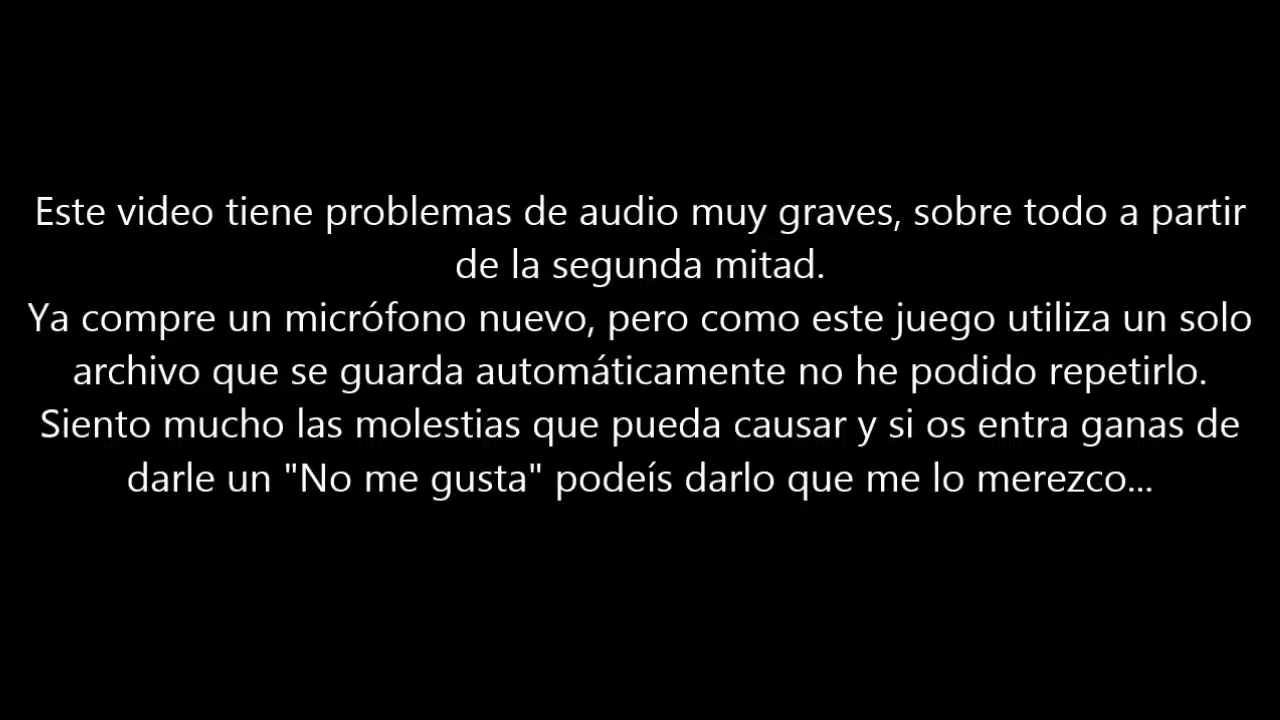 Este video tiene problemas de audio muy graves, sobre todo a partir
de la segunda mitad.
Ya compre un micrófono nuevo, pero como este juego utiliza un solo
archivo que se guarda automáticamente no he podido repetirlo.
Siento mucho las molestias que pueda causar y si os entra ganas de
darle un "No me gusta" podeís darlo que me lo merezco...